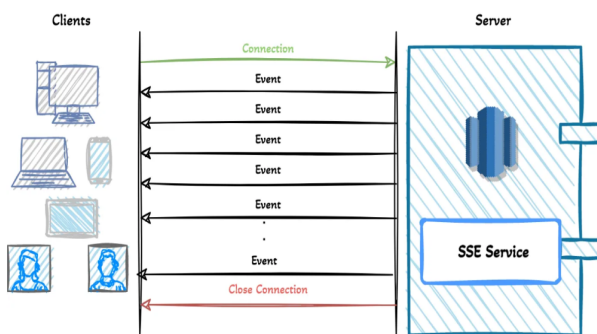 Clients
Server
Connection
Event
Event
Event
Event
Event
Event
Close Connection
SSE Service